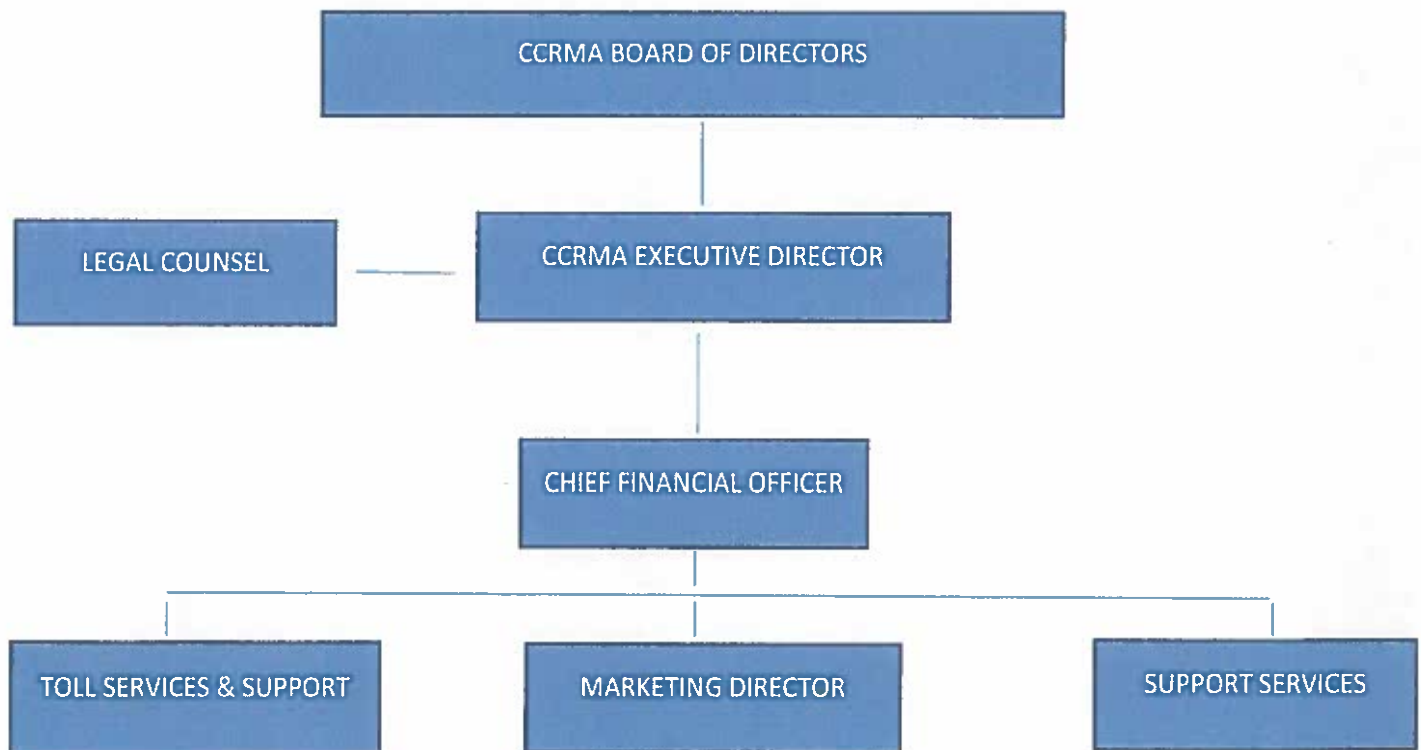 CCRMA BOARD OF DIRECTORS
LEGAL COUNSEL
CCRMA EXECUTIVE DIRECTOR
CHIEF FINANCIAL OFFICER
TOLL SERVICES & SUPPORT
MARKETING DIRECTOR
SUPPORT SERVICES